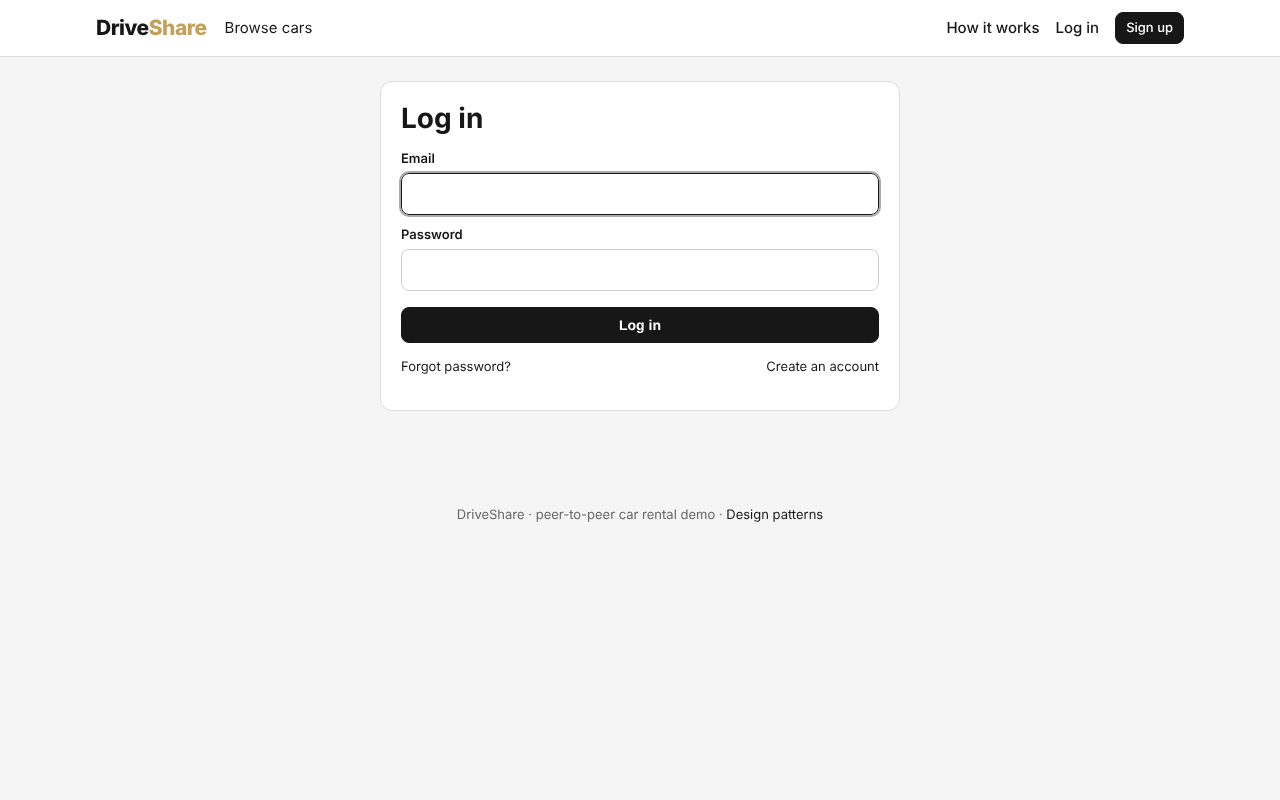 DriveShare Browse cars How it works Log in Sign up
Log in
Email
Password
Log in
Forgot password? Create an account
DriveShare · peer-to-peer car rental demo · Design patterns